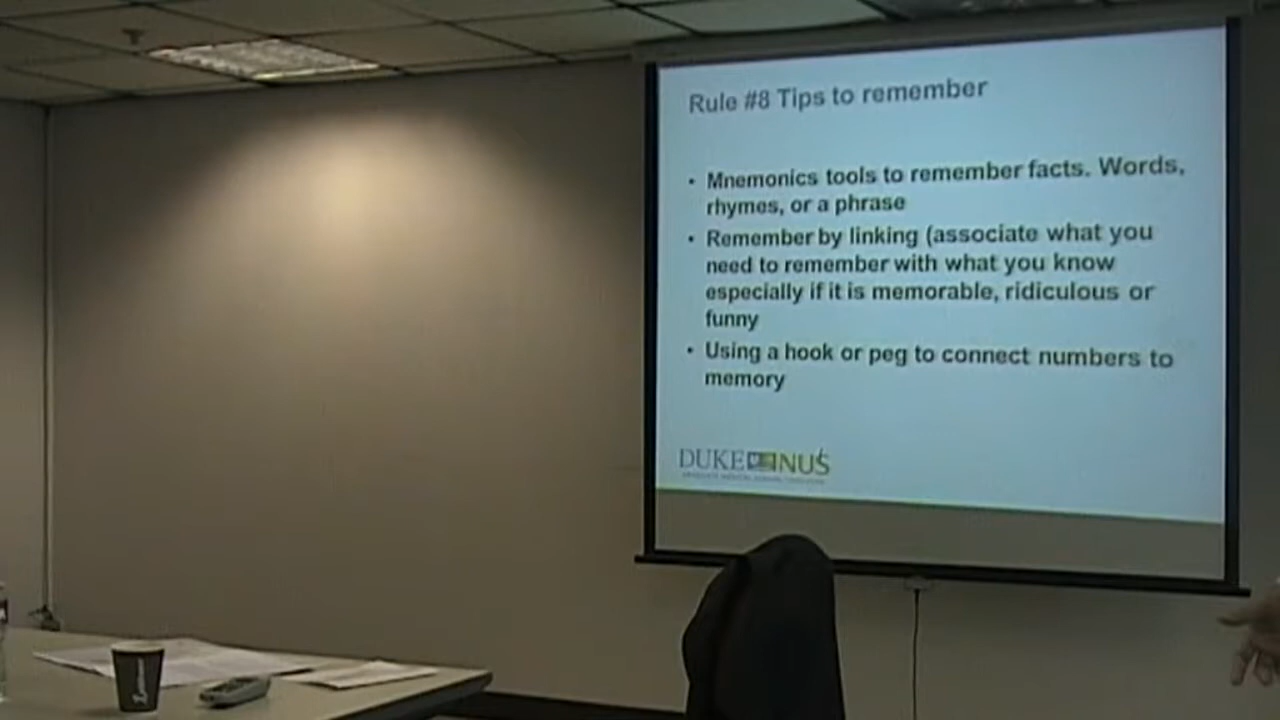 Rule #8 Tips to remember
• Mnemonics tools to remember facts. Words,
rhymes, or a phrase
• Remember by linking (associate what you
need to remember with what you know
especially if it is memorable, ridiculous or
funny
• Using a hook or peg to connect numbers to
memory
DUKE NUS